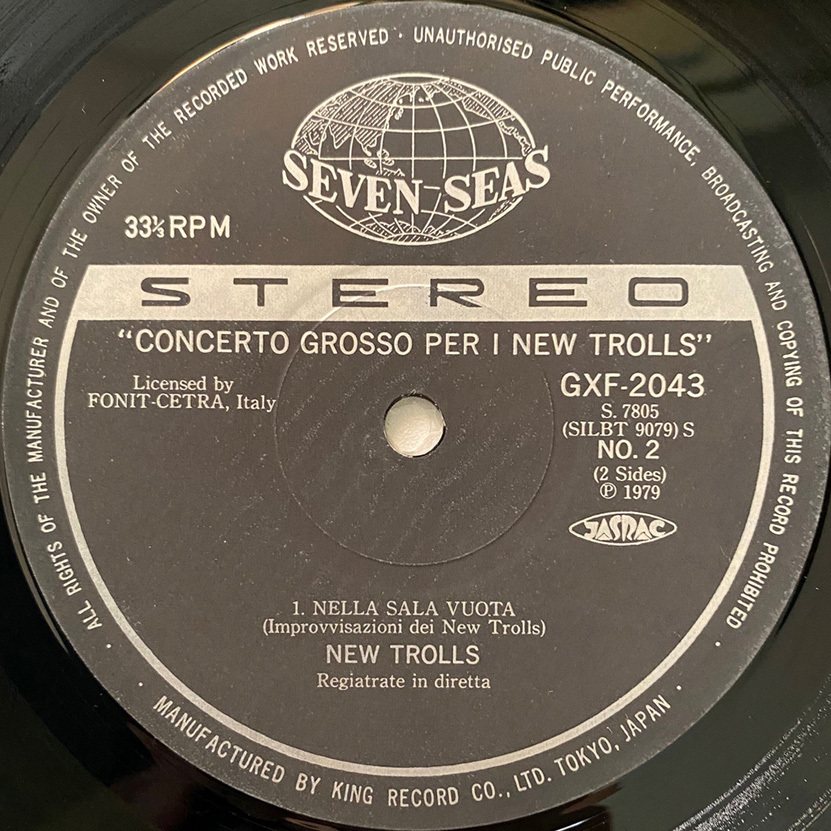 ALL RIGHTS OF THE MANUFACTURER AND OF THE OWNER OF THE RECORDED WORK RESERVED · UNAUTHORISED PUBLIC PERFORMANCE, BROADCASTING AND COPYING OF THIS RECORD PROHIBITED
SEVEN SEAS
33⅓ RPM
STEREO
"CONCERTO GROSSO PER I NEW TROLLS"
Licensed by
FONIT-CETRA, Italy
GXF-2043
S. 7805
(SILBT 9079) S
NO. 2
(2 Sides)
Ⓟ 1979
JASRAC
1. NELLA SALA VUOTA
(Improvvisazioni dei New Trolls)
NEW TROLLS
Regiatrate in diretta
· MANUFACTURED BY KING RECORD CO., LTD. TOKYO, JAPAN ·